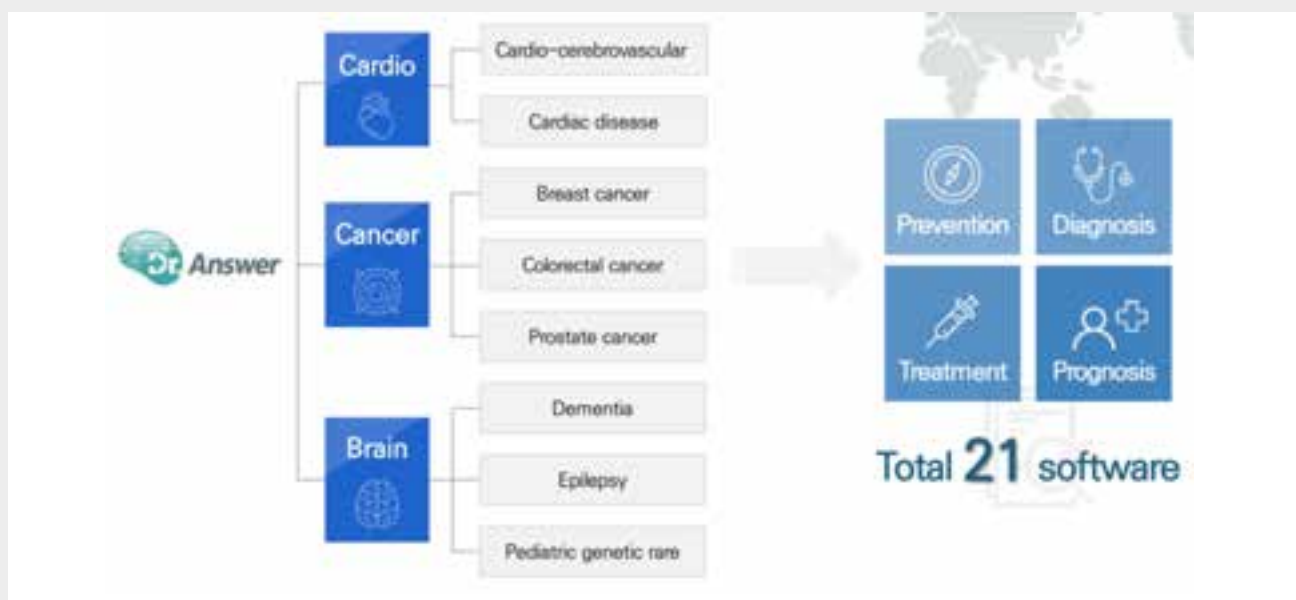 Cardio
Cardio-cerebrovascular
Cardiac disease
Cancer
Breast cancer
Colorectal cancer
Prostate cancer
Dr Answer
Brain
Dementia
Epilepsy
Pediatric genetic rare
Prevention
Diagnosis
Treatment
Prognosis
Total 21 software